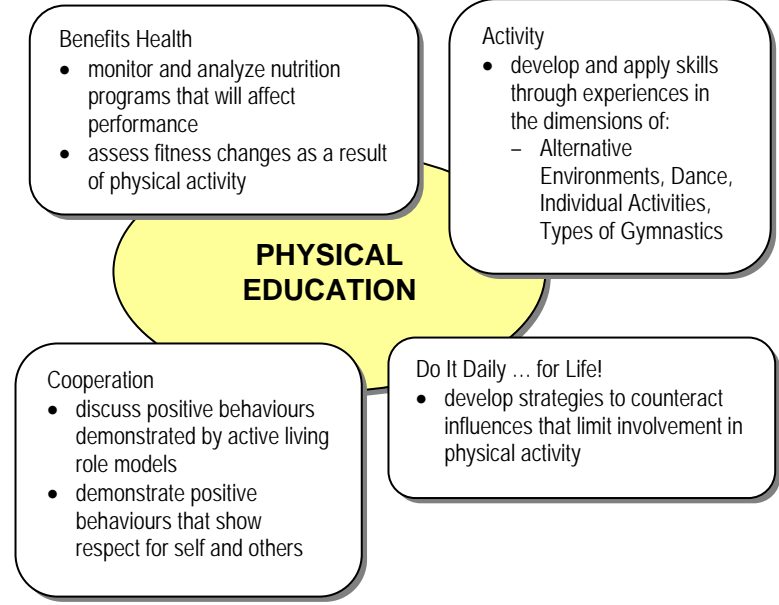 Benefits Health
• monitor and analyze nutrition
programs that will affect
performance
• assess fitness changes as a result
of physical activity
Activity
• develop and apply skills
through experiences in
the dimensions of:
– Alternative
Environments, Dance,
Individual Activities,
Types of Gymnastics
PHYSICAL
EDUCATION
Cooperation
• discuss positive behaviours
demonstrated by active living
role models
• demonstrate positive
behaviours that show
respect for self and others
Do It Daily … for Life!
• develop strategies to counteract
influences that limit involvement in
physical activity